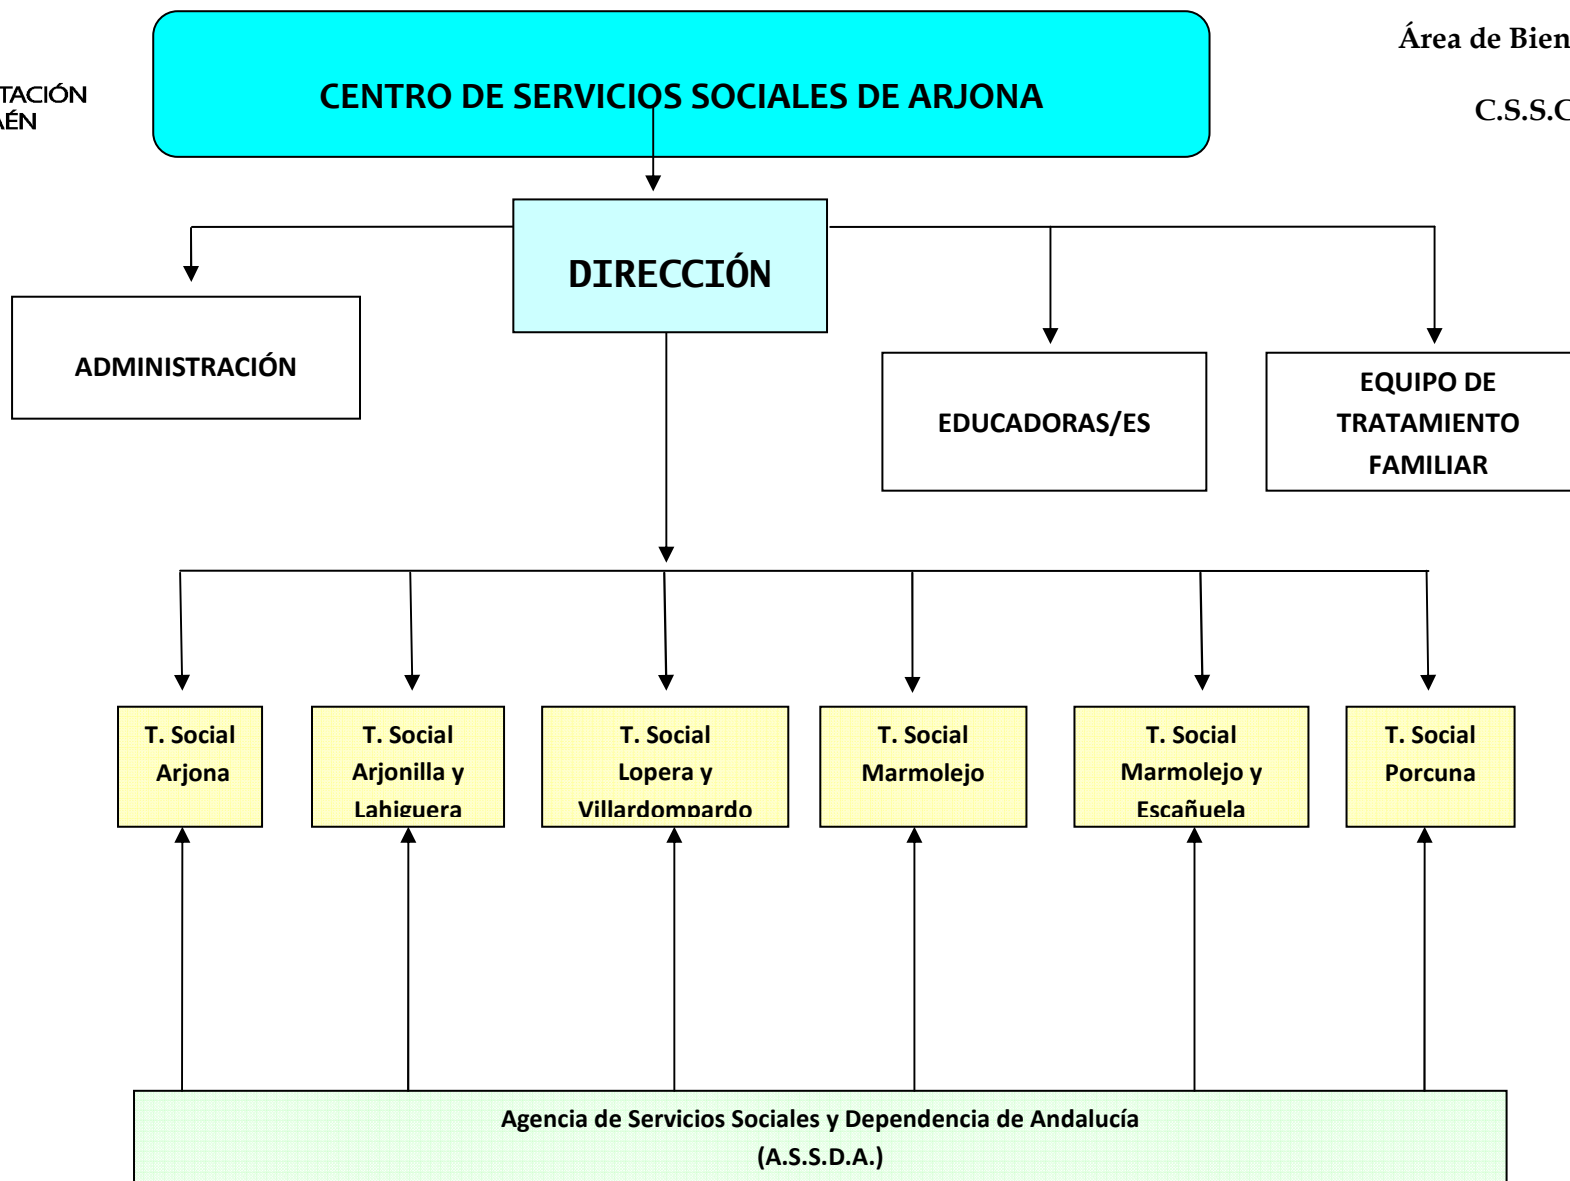 TACIÓN
AÉN
CENTRO DE SERVICIOS SOCIALES DE ARJONA
Área de Bien
C.S.S.C
DIRECCIÓN
ADMINISTRACIÓN
EDUCADORAS/ES
EQUIPO DE
TRATAMIENTO
FAMILIAR
T. Social
Arjona
T. Social
Arjonilla y
Lahiguera
T. Social
Lopera y
Villardompardo
T. Social
Marmolejo
T. Social
Marmolejo y
Escañuela
T. Social
Porcuna
Agencia de Servicios Sociales y Dependencia de Andalucía
(A.S.S.D.A.)